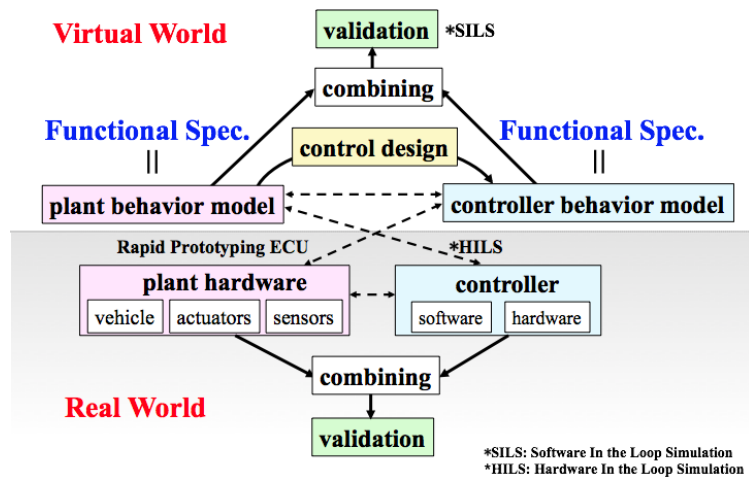 Virtual World
validation
*SILS
combining
Functional Spec.
Functional Spec.
control design
plant behavior model
controller behavior model
Rapid Prototyping ECU
*HILS
plant hardware
controller
vehicle
actuators
sensors
software
hardware
combining
Real World
validation
*SILS: Software In the Loop Simulation
*HILS: Hardware In the Loop Simulation